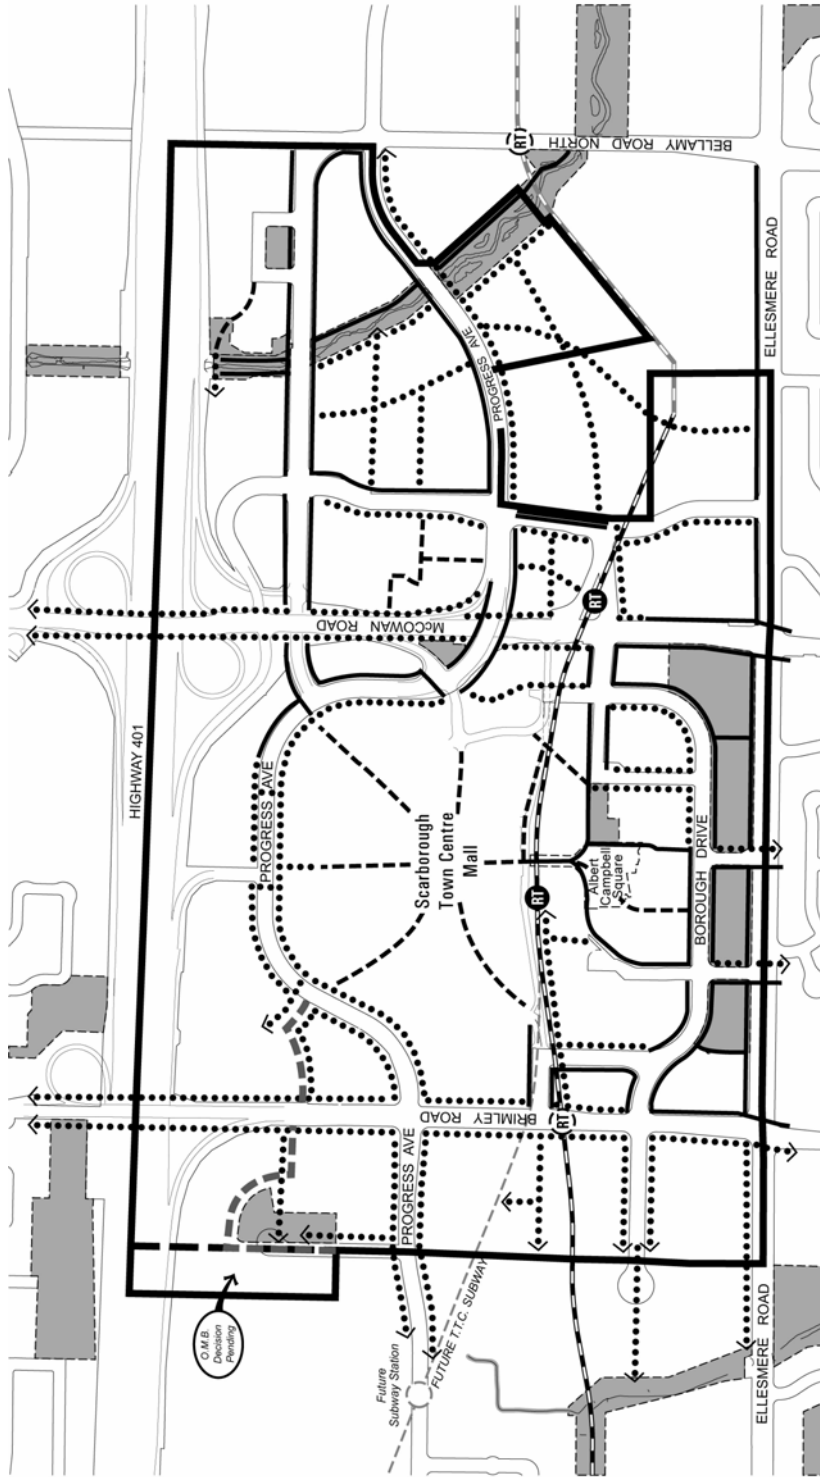 HIGHWAY 401
McCOWAN ROAD
PROGRESS AVE
BELLAMY ROAD NORTH
RT
ELLESMERE ROAD
PROGRESS AVE
Scarborough
Town Centre
Mall
RT
RT
Albert
Campbell
Square
BOROUGH DRIVE
BRIMLEY ROAD
RT
PROGRESS AVE
O.M.B.
Decision
Pending
Future
Subway Station
FUTURE T.T.C. SUBWAY
ELLESMERE ROAD